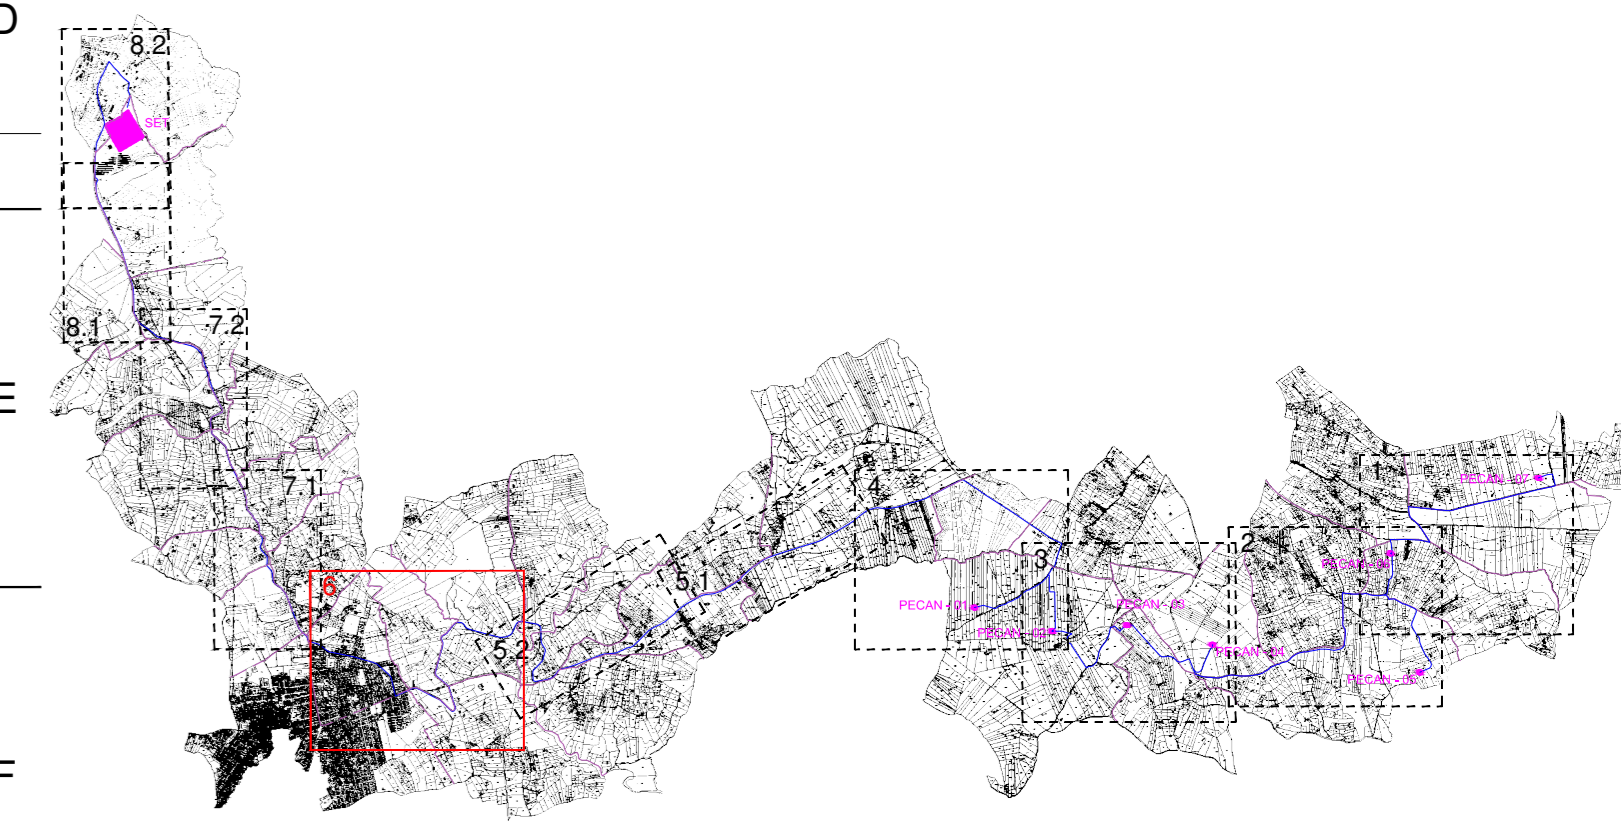 D
8.2
SET
8.1
7.2
E
7.1
4
1
PECAN - 07
3
2
6
5.1
PECAN - 01
PECAN - 03
PECAN - 02
5.2
PECAN - 04
PECAN - 05
F